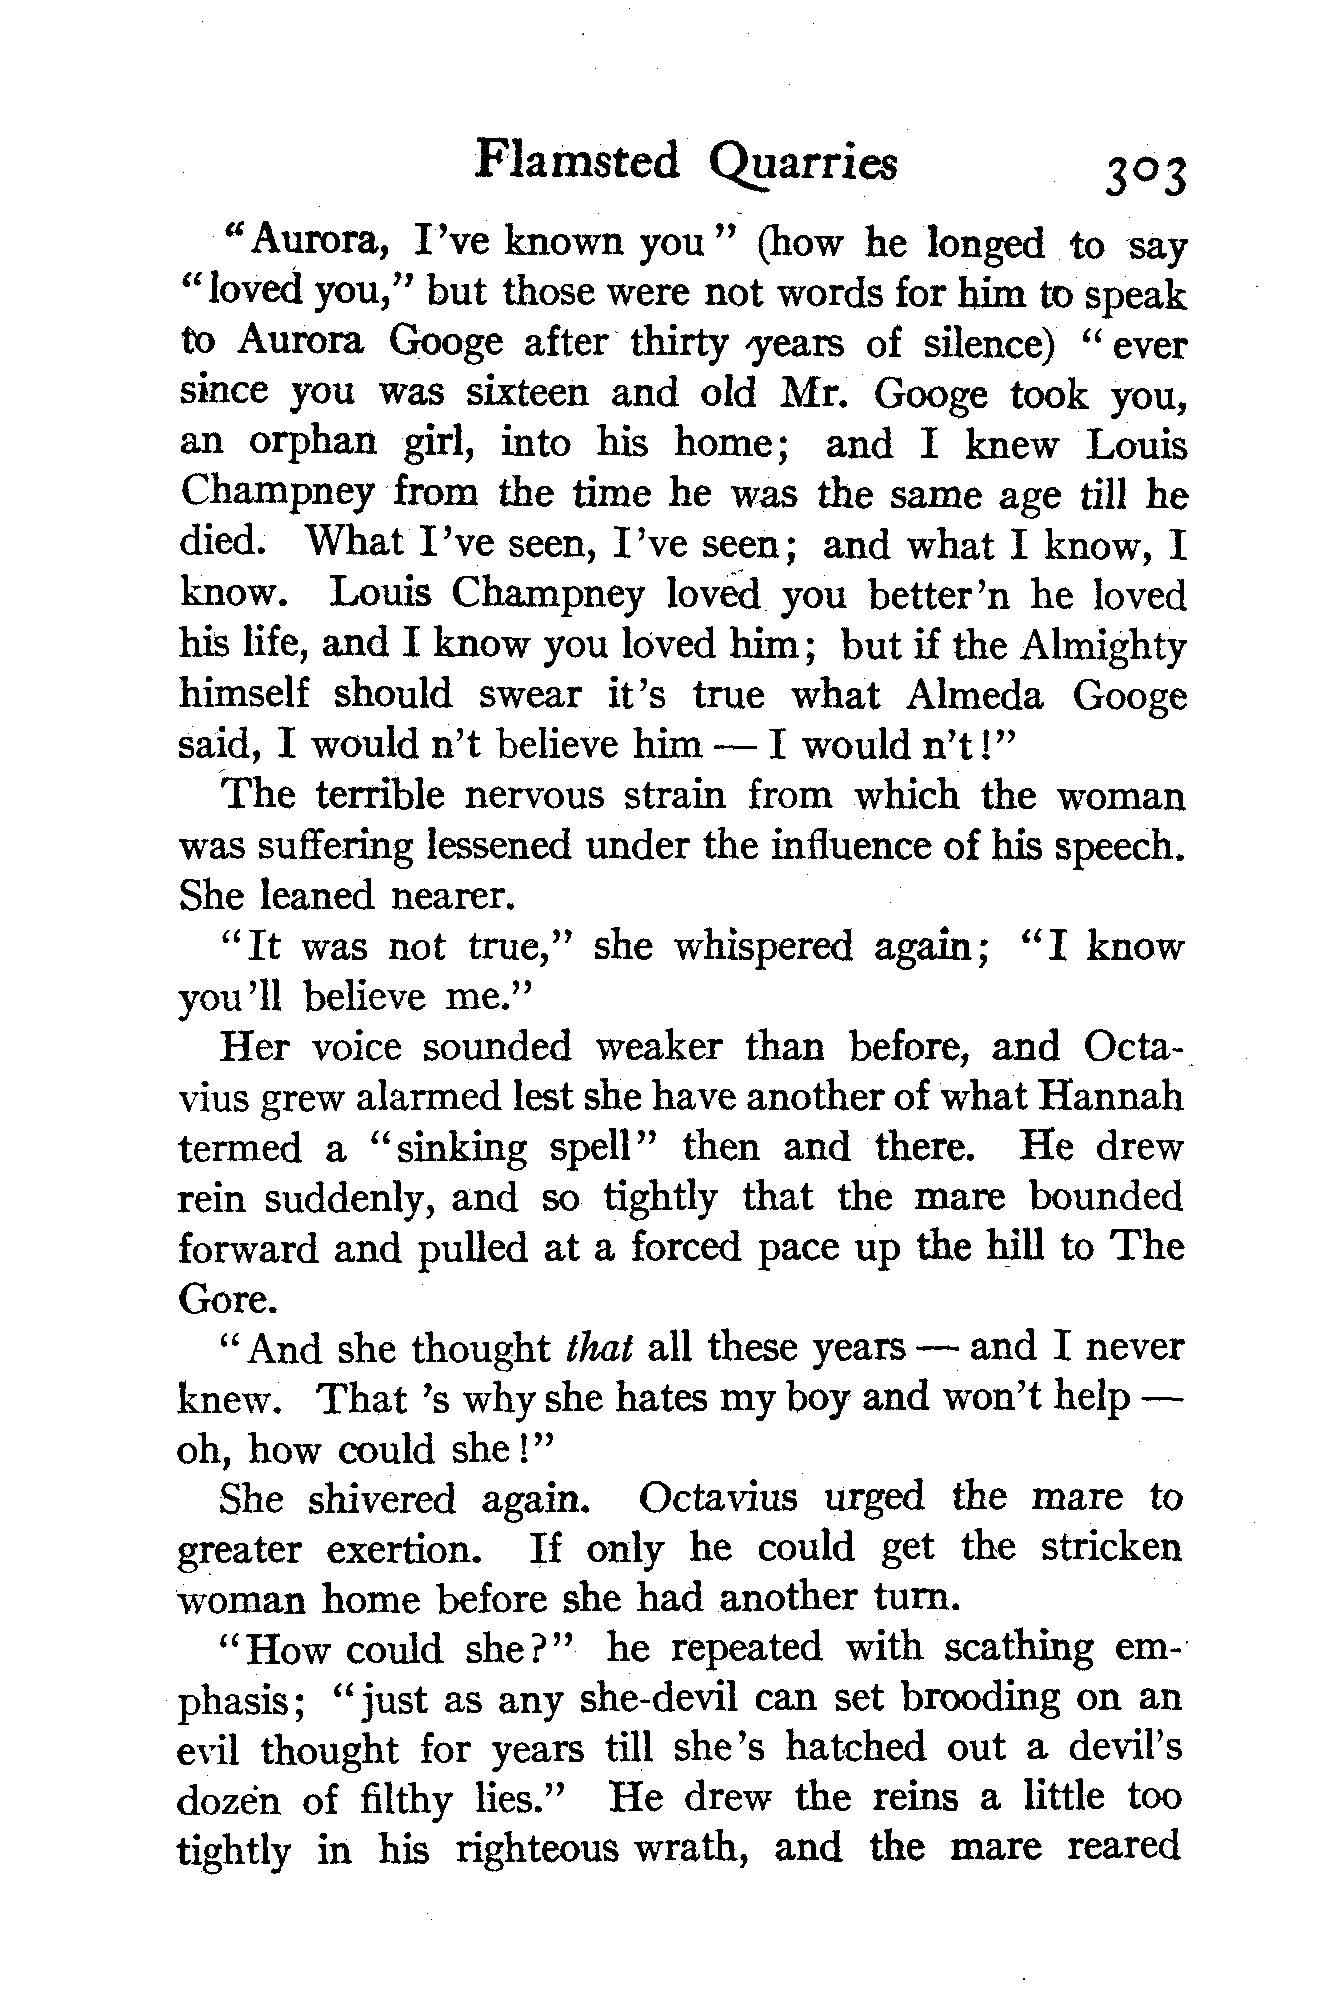 Flamsted Quarries 303
"Aurora, I've known you" (how he longed to say
"loved you," but those were not words for him to speak
to Aurora Googe after thirty years of silence) "ever
since you was sixteen and old Mr. Googe took you,
an orphan girl, into his home; and I knew Louis
Champney from the time he was the same age till he
died. What I've seen, I've seen; and what I know, I
know. Louis Champney loved you better'n he loved
his life, and I know you loved him; but if the Almighty
himself should swear it's true what Almeda Googe
said, I would n't believe him — I would n't!"
The terrible nervous strain from which the woman
was suffering lessened under the influence of his speech.
She leaned nearer.
"It was not true," she whispered again; "I know
you'll believe me."
Her voice sounded weaker than before, and Octa-
vius grew alarmed lest she have another of what Hannah
termed a "sinking spell" then and there. He drew
rein suddenly, and so tightly that the mare bounded
forward and pulled at a forced pace up the hill to The
Gore.
"And she thought that all these years — and I never
knew. That 's why she hates my boy and won't help —
oh, how could she!"
She shivered again. Octavius urged the mare to
greater exertion. If only he could get the stricken
woman home before she had another turn.
"How could she?" he repeated with scathing em-
phasis; "just as any she-devil can set brooding on an
evil thought for years till she's hatched out a devil's
dozen of filthy lies." He drew the reins a little too
tightly in his righteous wrath, and the mare reared